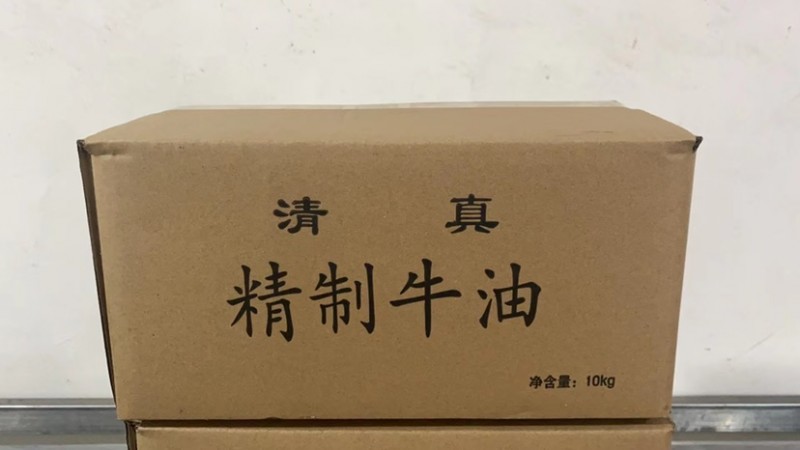 清 真
精制牛油
净含量：10kg